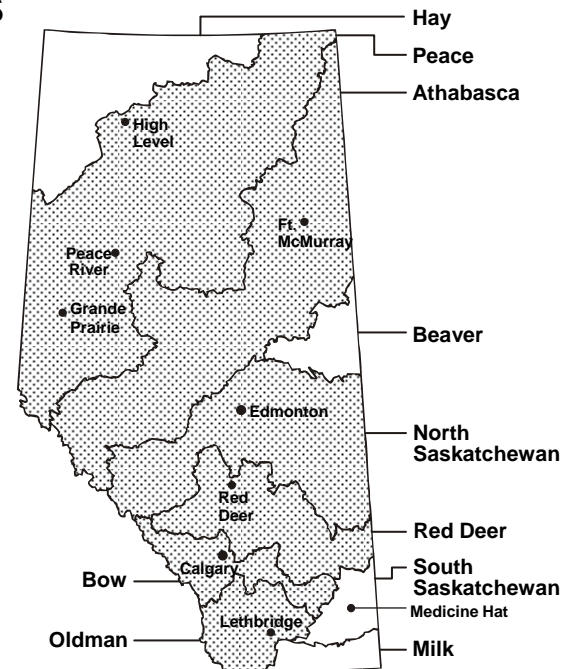 Hay
Peace
Athabasca
High
Level
Ft.
McMurray
Peace
River
Grande
Prairie
Beaver
Edmonton
North
Saskatchewan
Red
Deer
Red Deer
Calgary
South
Saskatchewan
Bow
Medicine Hat
Lethbridge
Oldman
Milk